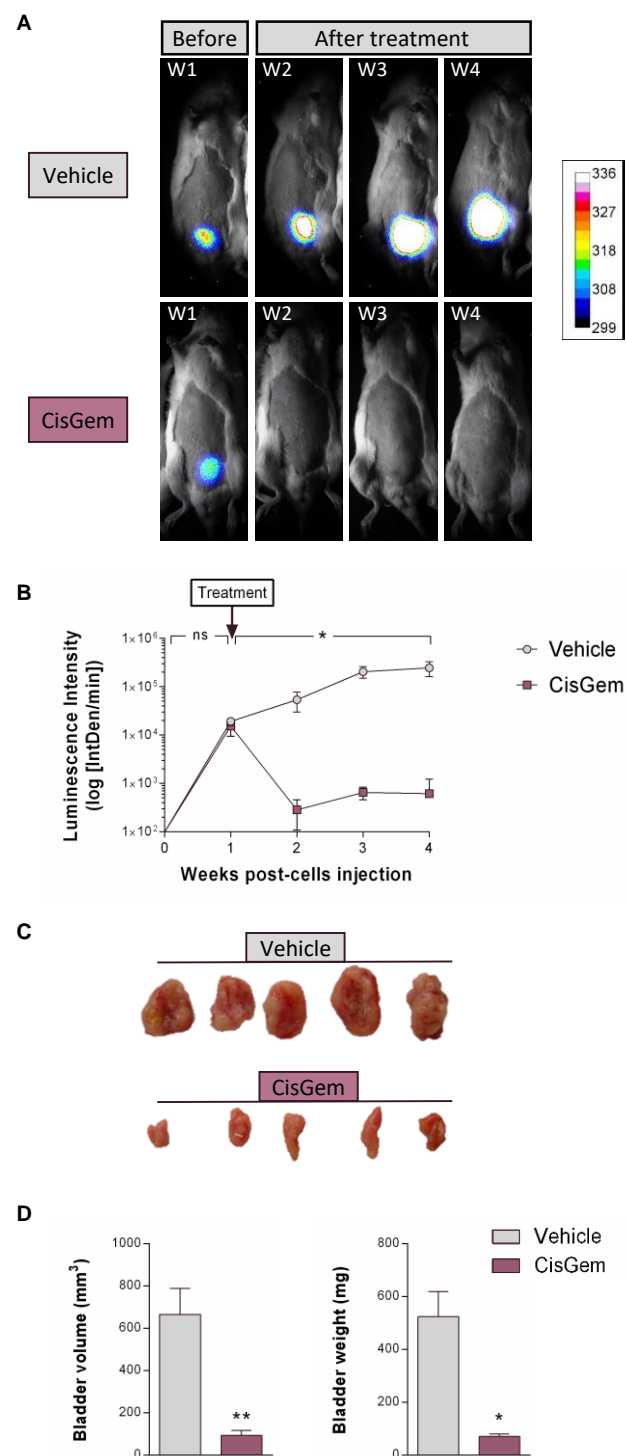 A
Before After treatment
W1 W2 W3 W4
Vehicle
336
327
318
308
299
W1 W2 W3 W4
CisGem
B
Treatment
ns *
Luminescence Intensity
(log [IntDen/min])
1×10⁶
1×10⁵
1×10⁴
1×10³
1×10²
0 1 2 3 4
Weeks post-cells injection
Vehicle
CisGem
C
Vehicle
CisGem
D
Bladder volume (mm³)
1000
800
600
400
200
0
**
Bladder weight (mg)
800
600
400
200
0
*
Vehicle
CisGem